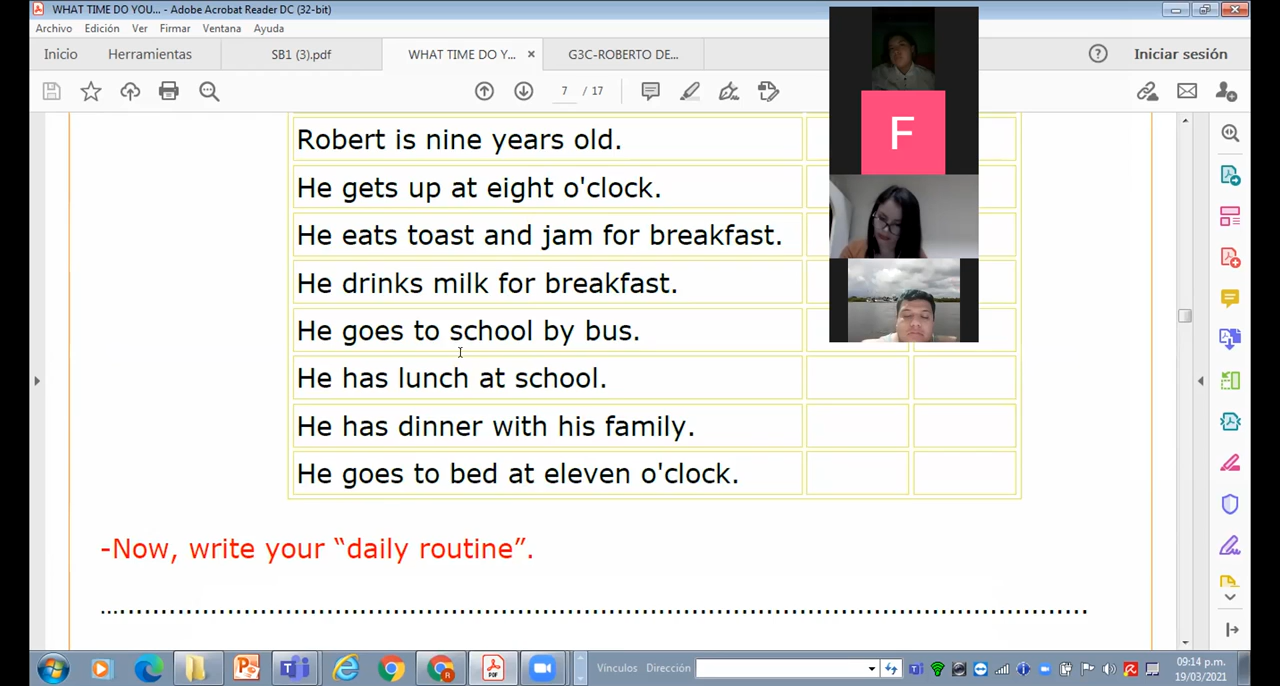 WHAT TIME DO YOU... - Adobe Acrobat Reader DC (32-bit)
Archivo Edición Ver Firmar Ventana Ayuda
Inicio Herramientas SB1 (3).pdf WHAT TIME DO Y... × G3C-ROBERTO DE... ? Iniciar sesión
7 / 17
Robert is nine years old.
He gets up at eight o'clock.
He eats toast and jam for breakfast.
He drinks milk for breakfast.
He goes to school by bus.
He has lunch at school.
He has dinner with his family.
He goes to bed at eleven o'clock.
-Now, write your “daily routine”.
F
Vínculos Dirección
09:14 p.m.
19/03/2021